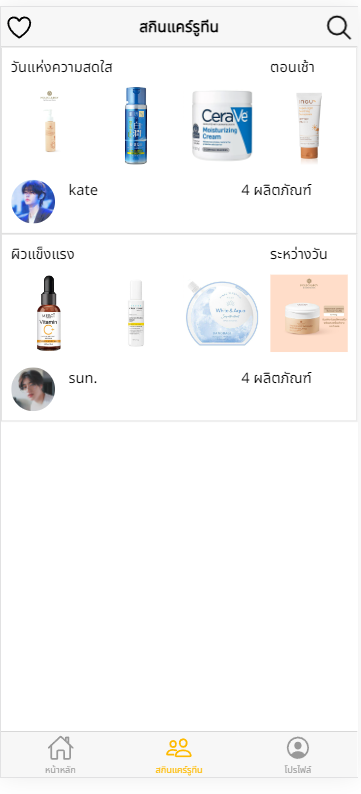 สกินแคร์รูทีน
วันแห่งความสดใส ตอนเช้า
CeraVe
Moisturizing
Cream
kate 4 ผลิตภัณฑ์
ผิวแข็งแรง ระหว่างวัน
Vitamin
C
sun. 4 ผลิตภัณฑ์
หน้าหลัก สกินแคร์รูทีน โปรไฟล์